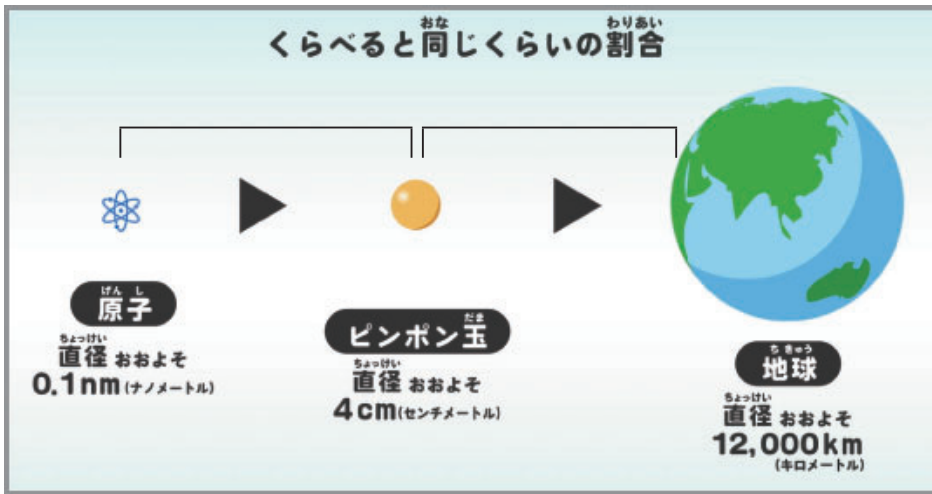 おな わりあい
くらべると同じくらいの割合
げんし
原子
ちょっけい
直径 おおよそ
0.1nm(ナノメートル)
だま
ピンポン玉
ちょっけい
直径 おおよそ
4cm(センチメートル)
ちきゅう
地球
ちょっけい
直径 おおよそ
12,000km
(キロメートル)